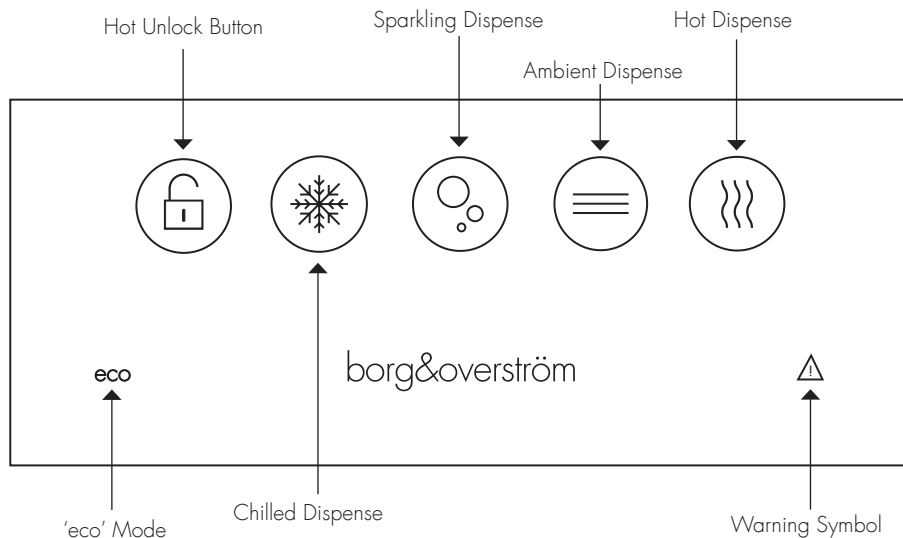 Sparkling Dispense
Hot Dispense
Hot Unlock Button
Ambient Dispense
eco
borg&overström
'eco' Mode
Chilled Dispense
Warning Symbol